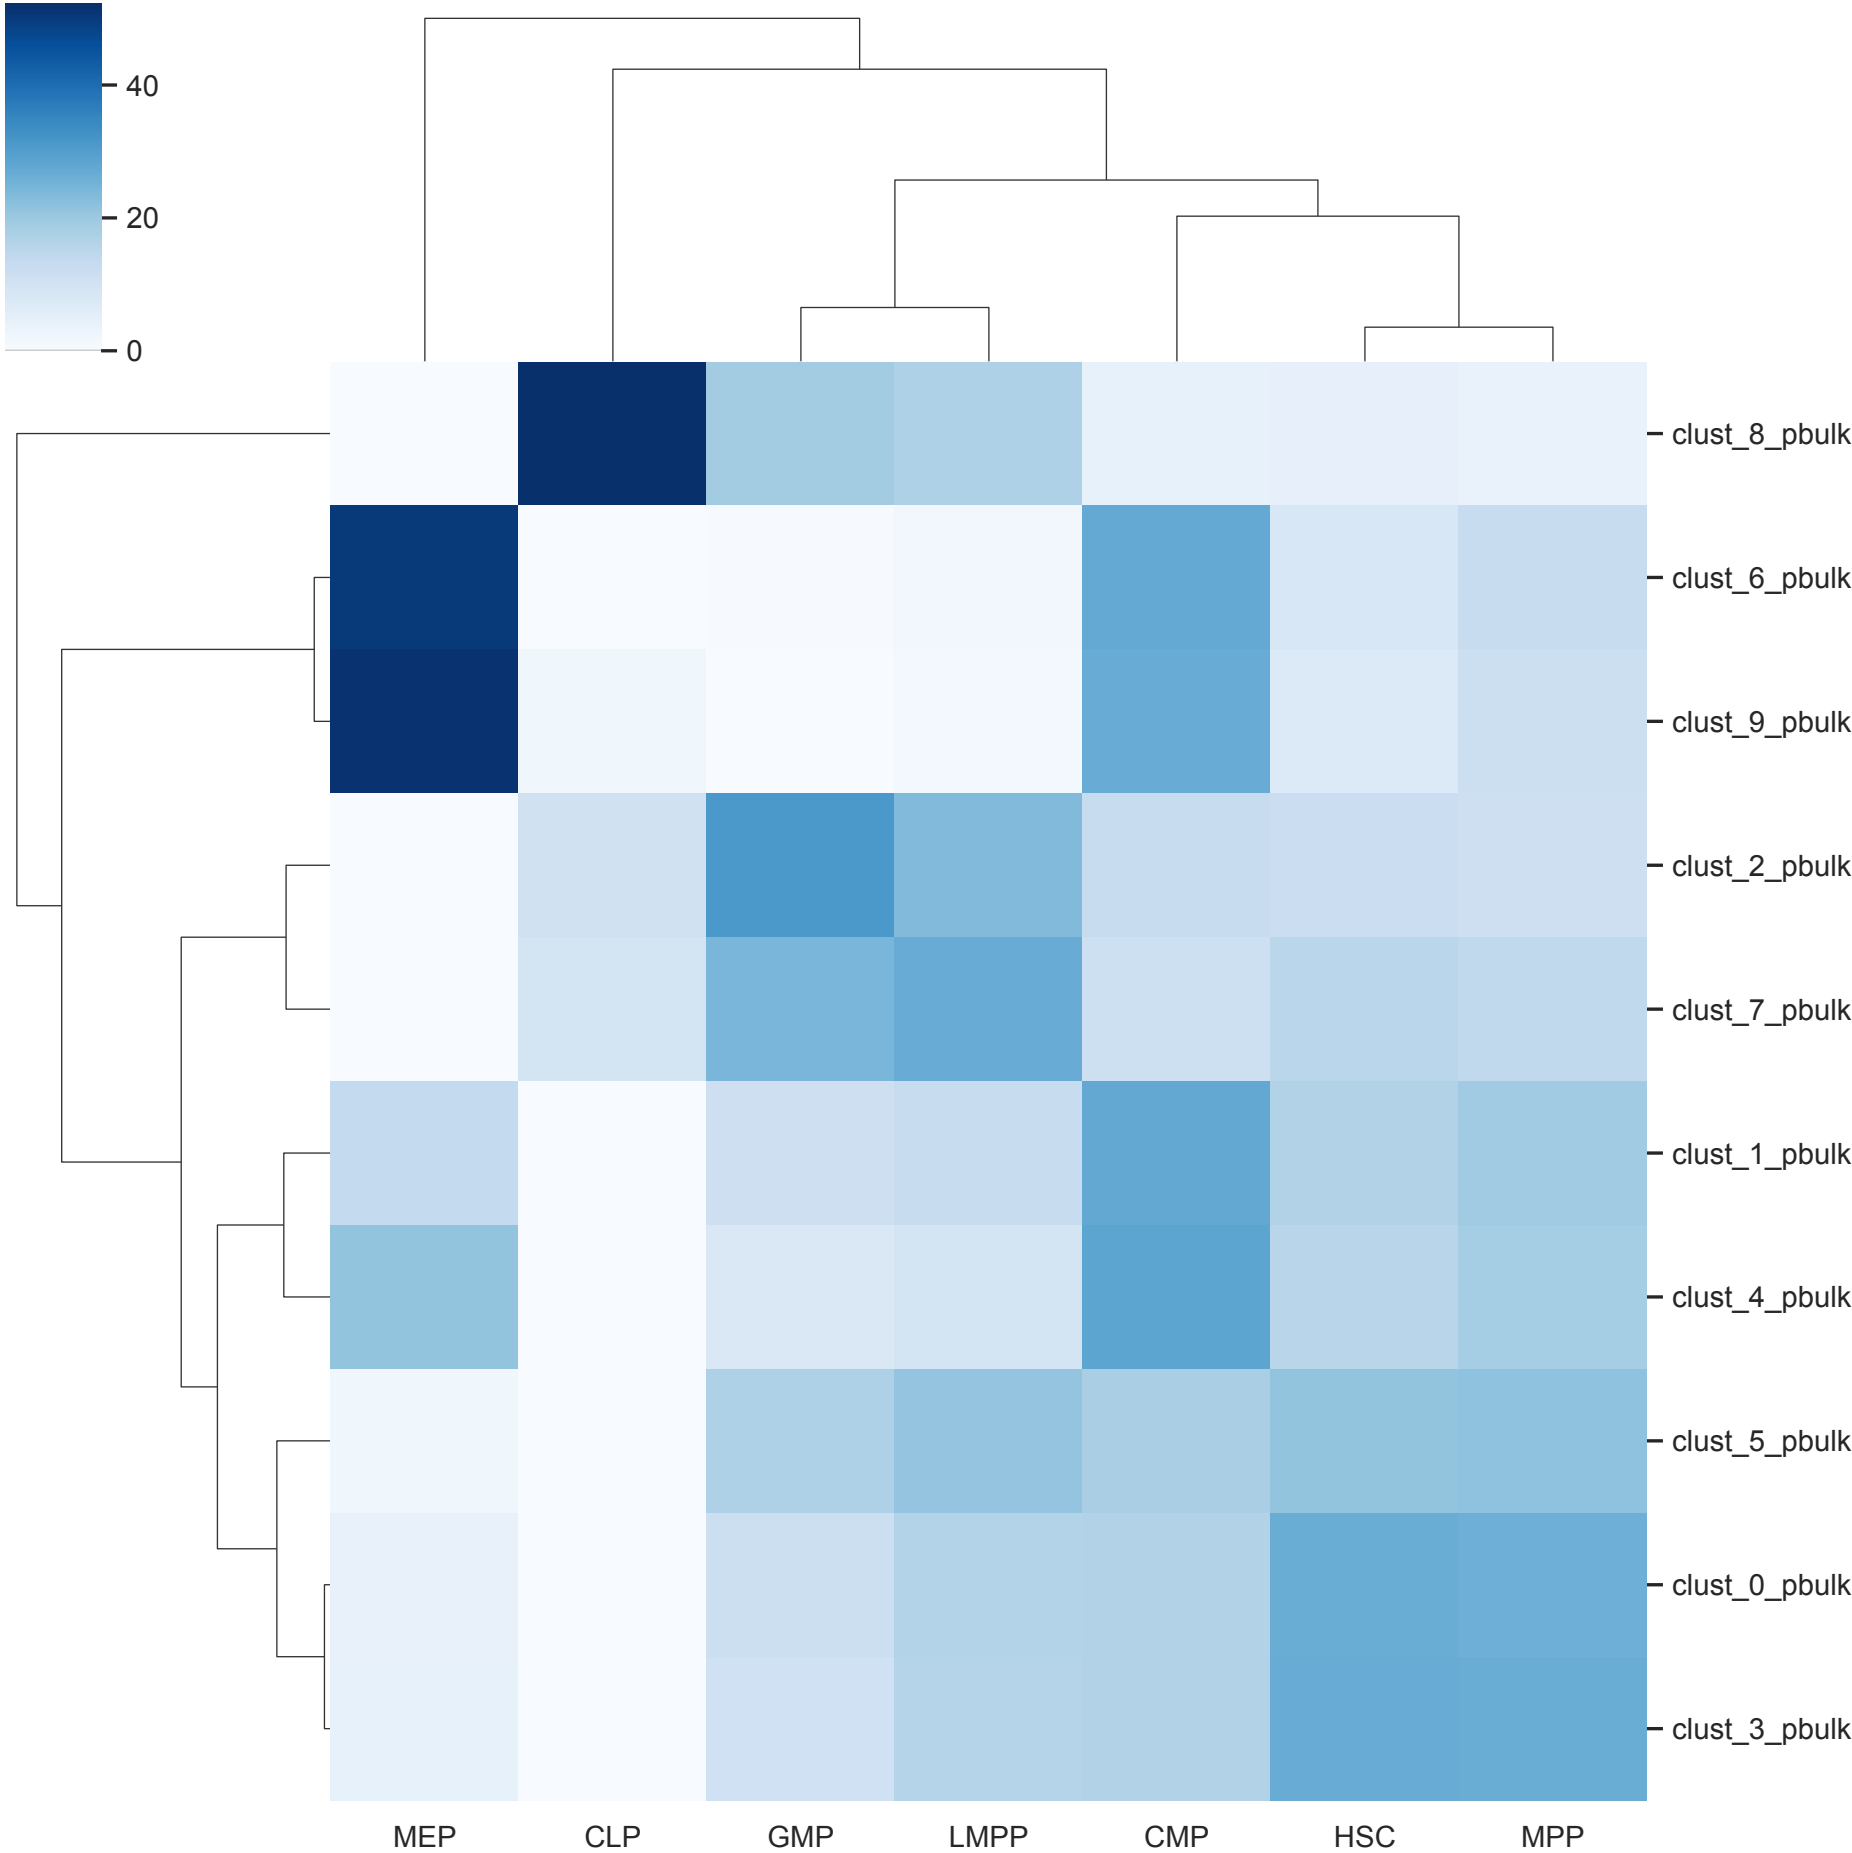 40
20
0
clust_8_pbulk
clust_6_pbulk
clust_9_pbulk
clust_2_pbulk
clust_7_pbulk
clust_1_pbulk
clust_4_pbulk
clust_5_pbulk
clust_0_pbulk
clust_3_pbulk
MEP CLP GMP LMPP CMP HSC MPP